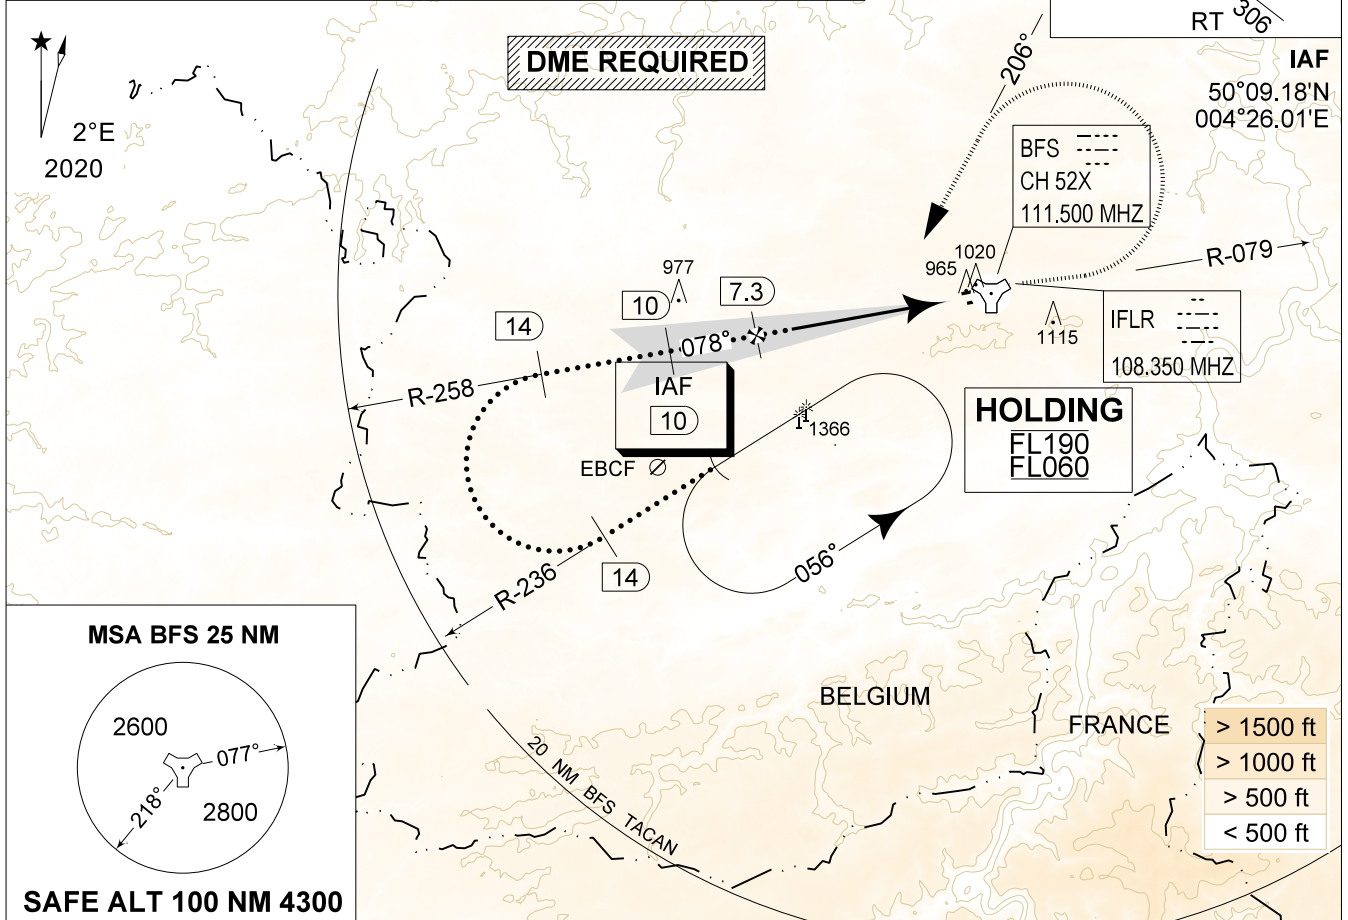 RT 306
IAF
50°09.18'N
004°26.01'E
DME REQUIRED
206°
2°E
2020
BFS
CH 52X
111.500 MHZ
R-079
1020
965
977
10
7.3
14
078°
R-258
IFLR
108.350 MHZ
1115
IAF
10
HOLDING
FL190
FL060
1366
EBCF
056°
14
R-236
MSA BFS 25 NM
2600
077°
218°
2800
SAFE ALT 100 NM 4300
BELGIUM
FRANCE
20 NM BFS TACAN
> 1500 ft
> 1000 ft
> 500 ft
< 500 ft